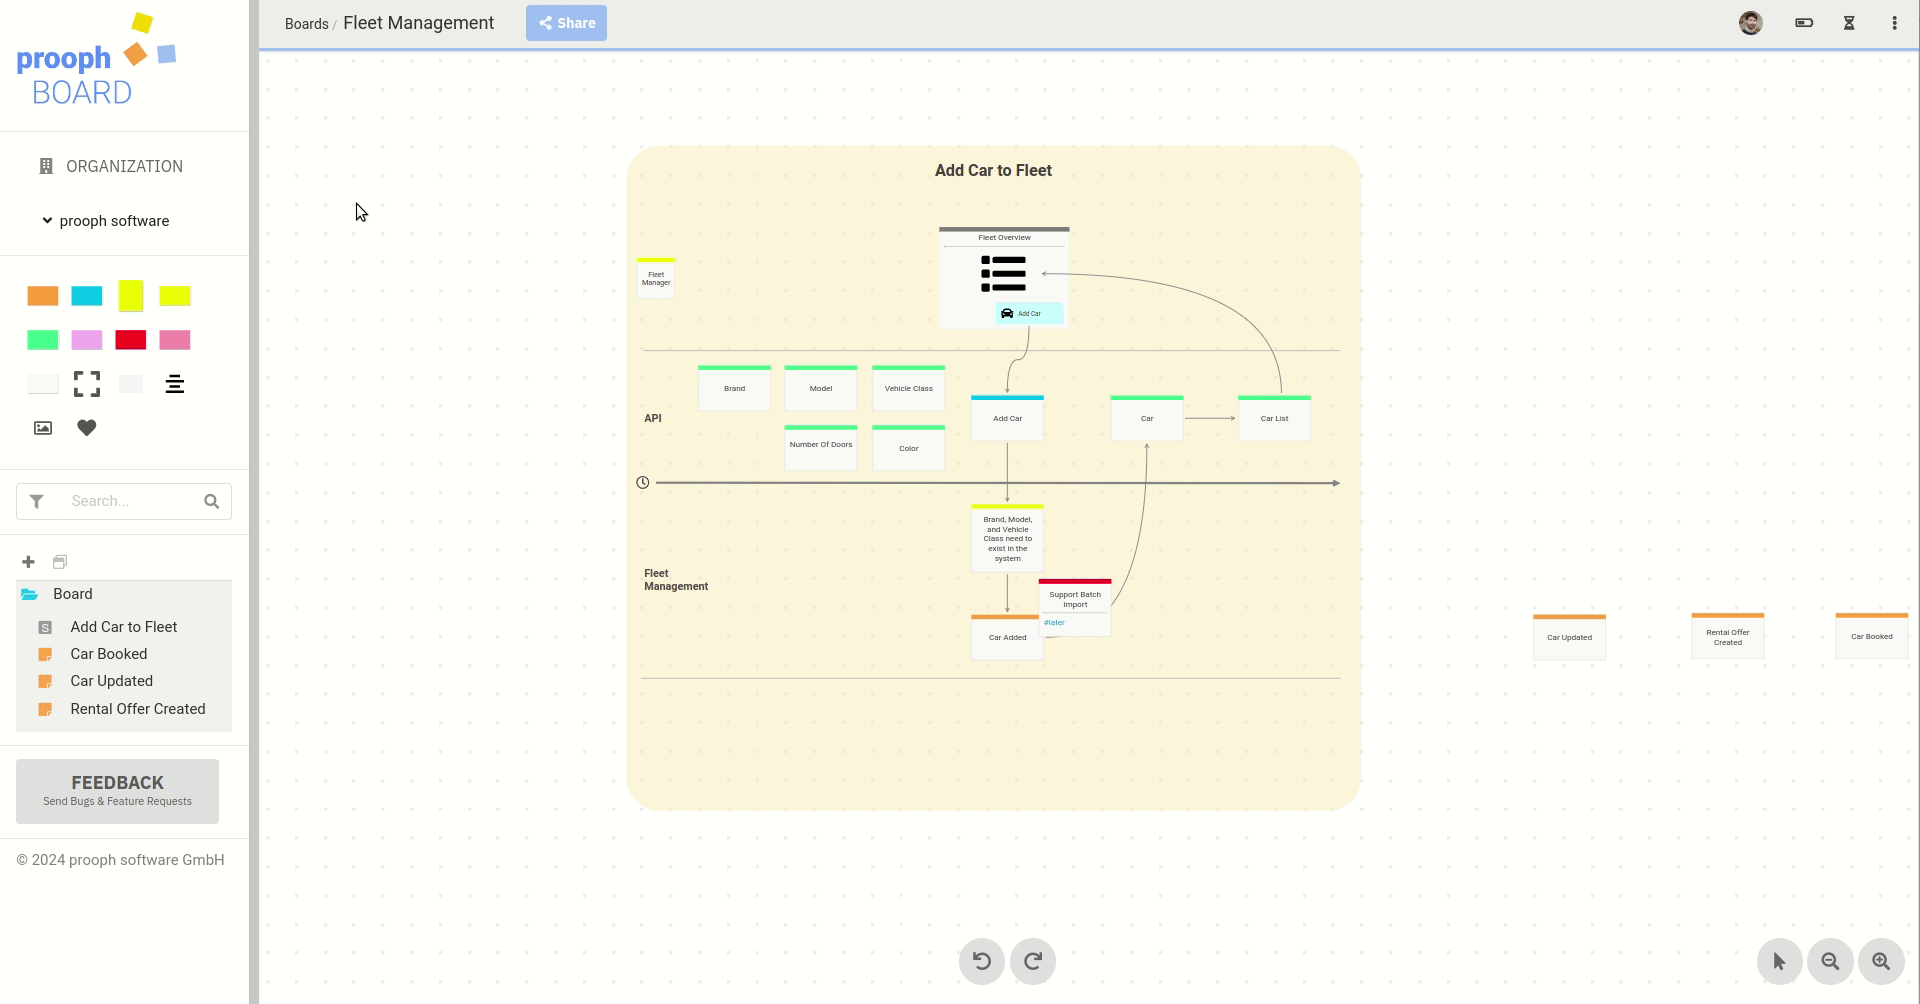 prooph
BOARD
Boards / Fleet Management
Share
ORGANIZATION
prooph software
Search...
Board
Add Car to Fleet
Car Booked
Car Updated
Rental Offer Created
FEEDBACK
Send Bugs & Feature Requests
© 2024 prooph software GmbH
Add Car to Fleet
Fleet Overview
Add Car
Fleet
Manager
API
Brand
Model
Vehicle Class
Number Of Doors
Color
Add Car
Car
Car List
Fleet
Management
Brand, Model,
and Vehicle
Class need to
exist in the
system
Support Batch
Import
#later
Car Added
Car Updated
Rental Offer
Created
Car Booked